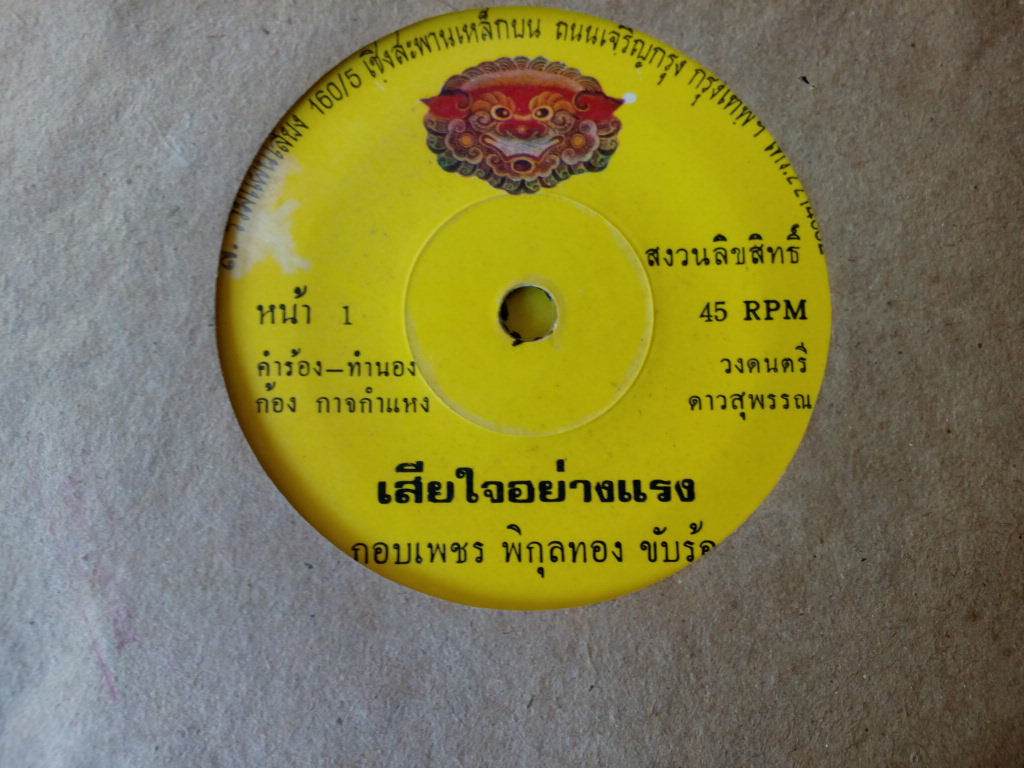 160/5 เชิงสะพานเหล็กบน ถนนเจริญกรุง กรุงเทพฯ
สงวนลิขสิทธิ์
หน้า 1
45 RPM
คำร้อง-ทำนอง
วงดนตรี
ก้อง กาจกำแหง
ดาวสุพรรณ
เสียใจอย่างแรง
กอบเพชร พิกุลทอง ขับร้อ